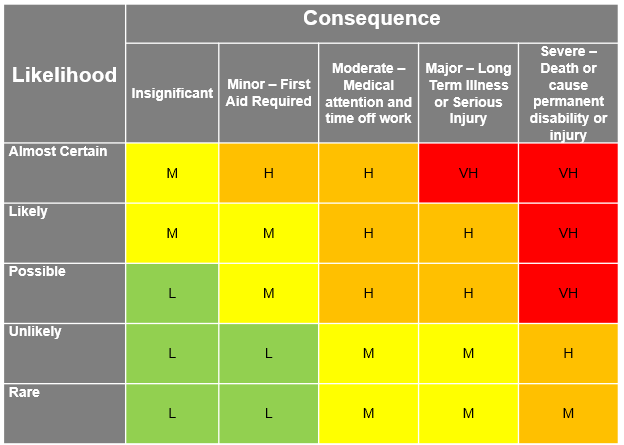 Likelihood
Consequence
Insignificant
Minor – First
Aid Required
Moderate –
Medical
attention and
time off work
Major – Long
Term Illness
or Serious
Injury
Severe –
Death or
cause
permanent
disability or
injury
Almost Certain
M H H VH VH
Likely
M M H H VH
Possible
L M H H VH
Unlikely
L L M M H
Rare
L L M M M